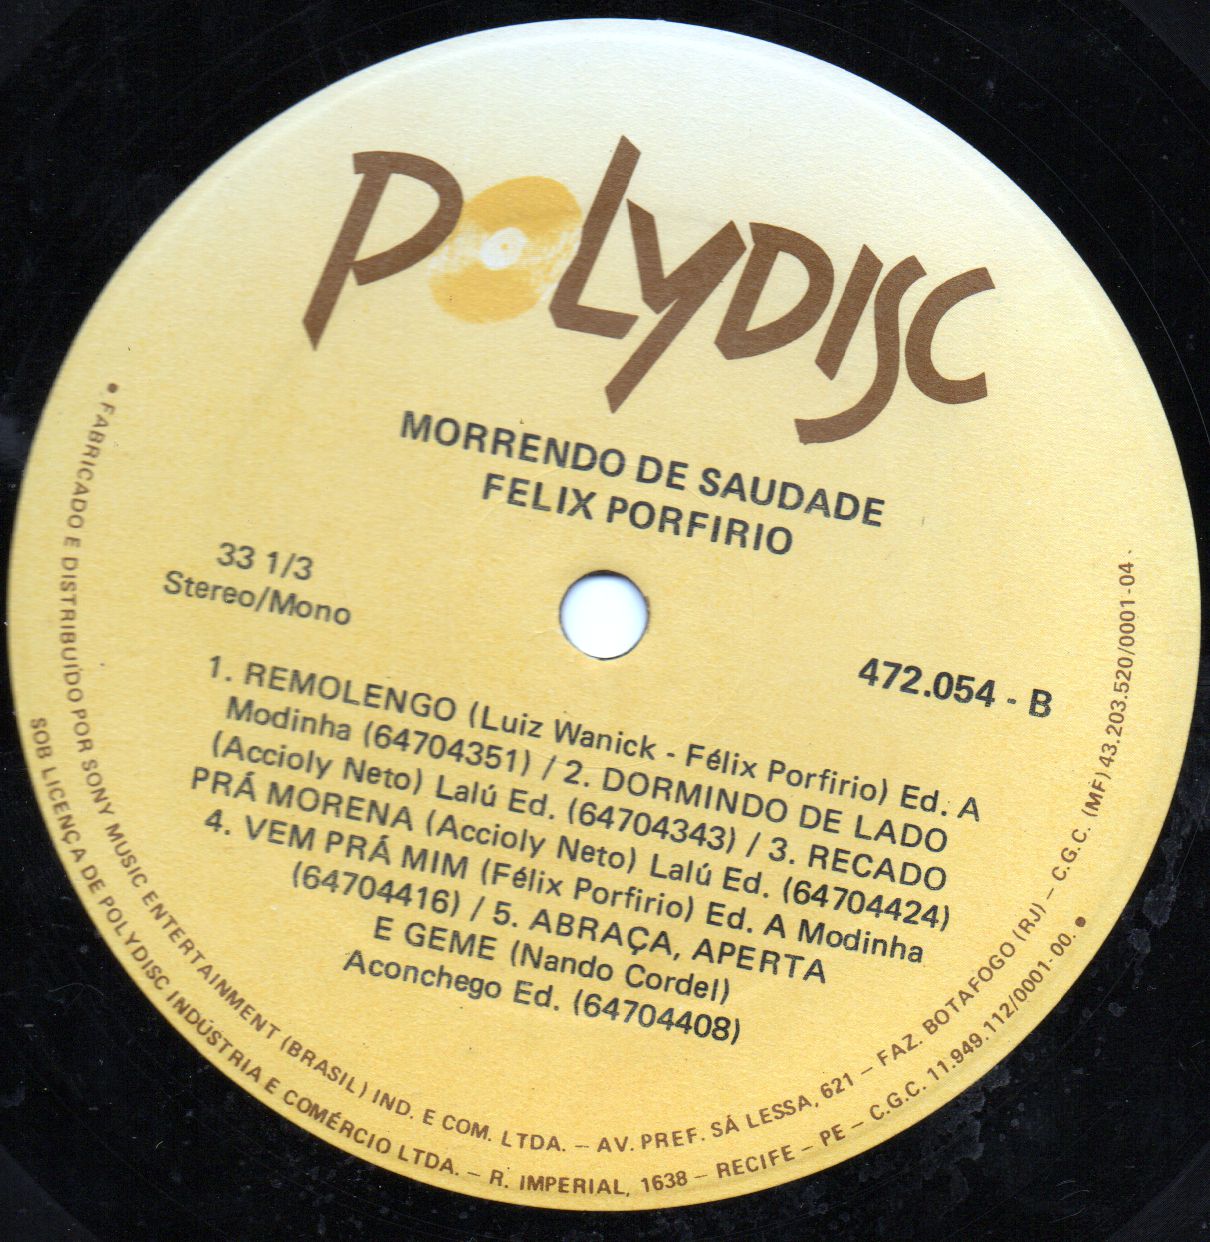 POLYDISC
MORRENDO DE SAUDADE
FELIX PORFIRIO
33 1/3
Stereo/Mono
472.054 - B
1. REMOLENGO (Luiz Wanick - Félix Porfirio) Ed. A
Modinha (64704351) / 2. DORMINDO DE LADO
(Accioly Neto) Lalú Ed. (64704343) / 3. RECADO
PRÁ MORENA (Accioly Neto) Lalú Ed. (64704424)
4. VEM PRÁ MIM (Félix Porfirio) Ed. A Modinha
(64704416) / 5. ABRAÇA, APERTA
E GEME (Nando Cordel)
Aconchego Ed. (64704408)
• FABRICADO E DISTRIBUÍDO POR SONY MUSIC ENTERTAINMENT (BRASIL) IND. E COM. LTDA. – AV. PREF. SÁ LESSA, 621 – FAZ. BOTAFOGO (RJ) – C.G.C. (MF) 43.203.520/0001-04 .
SOB LICENÇA DE POLYDISC INDÚSTRIA E COMÉRCIO LTDA. – R. IMPERIAL, 1638 – RECIFE – PE – C.G.C. 11.949.112/0001-00. •